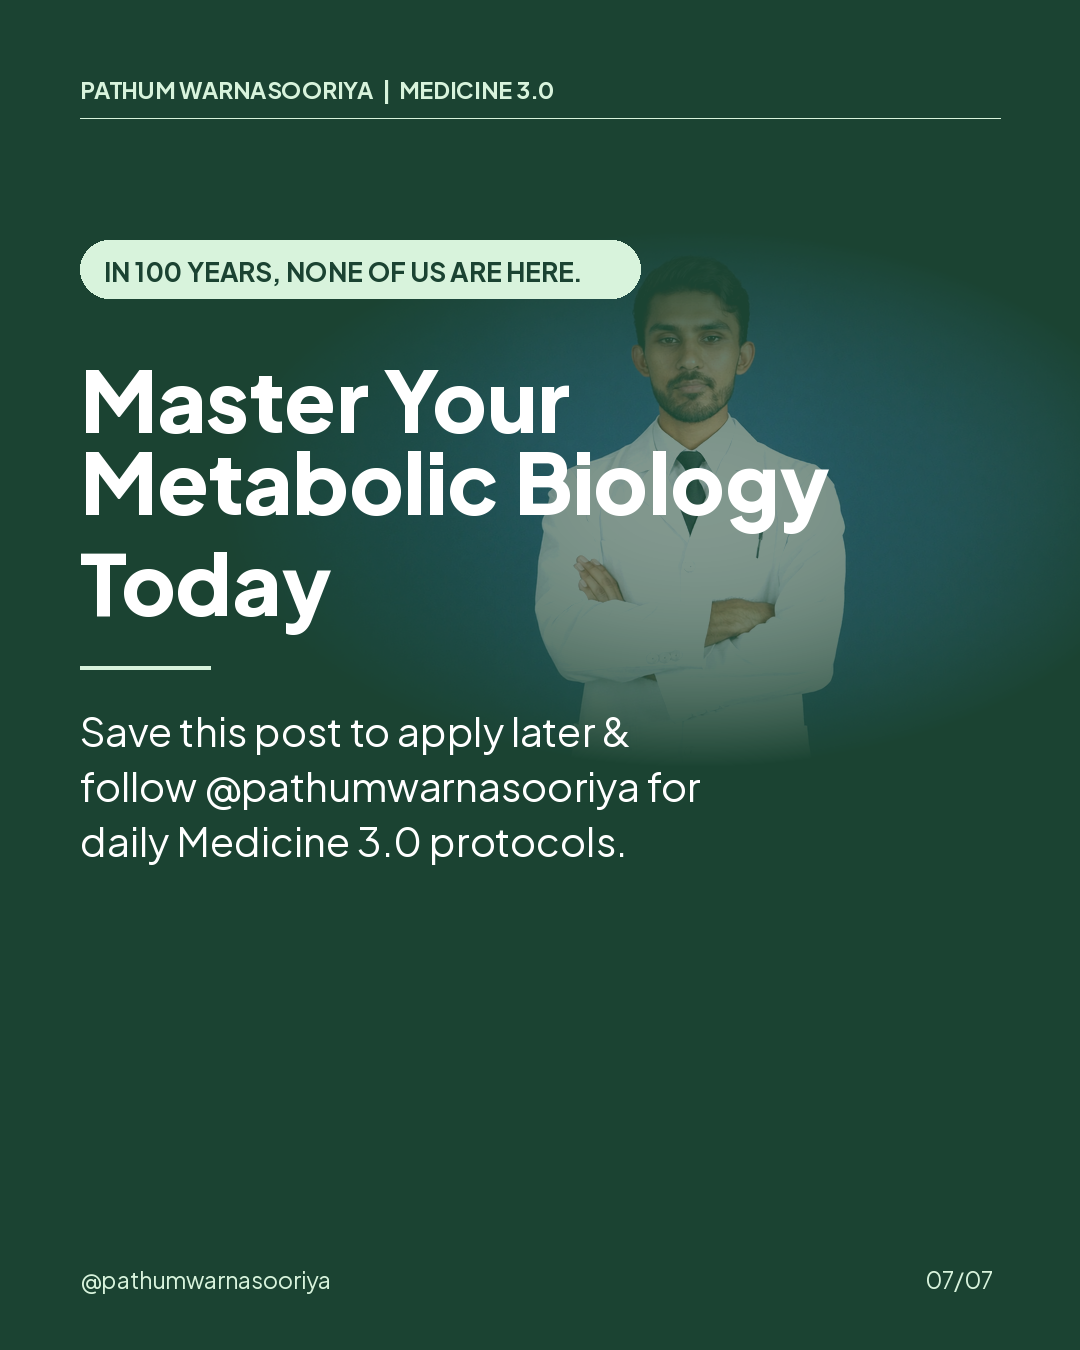 PATHUM WARNASOORIYA | MEDICINE 3.0
IN 100 YEARS, NONE OF US ARE HERE.
Master Your
Metabolic Biology
Today
Save this post to apply later &
follow @pathumwarnasooriya for
daily Medicine 3.0 protocols.
@pathumwarnasooriya
07/07